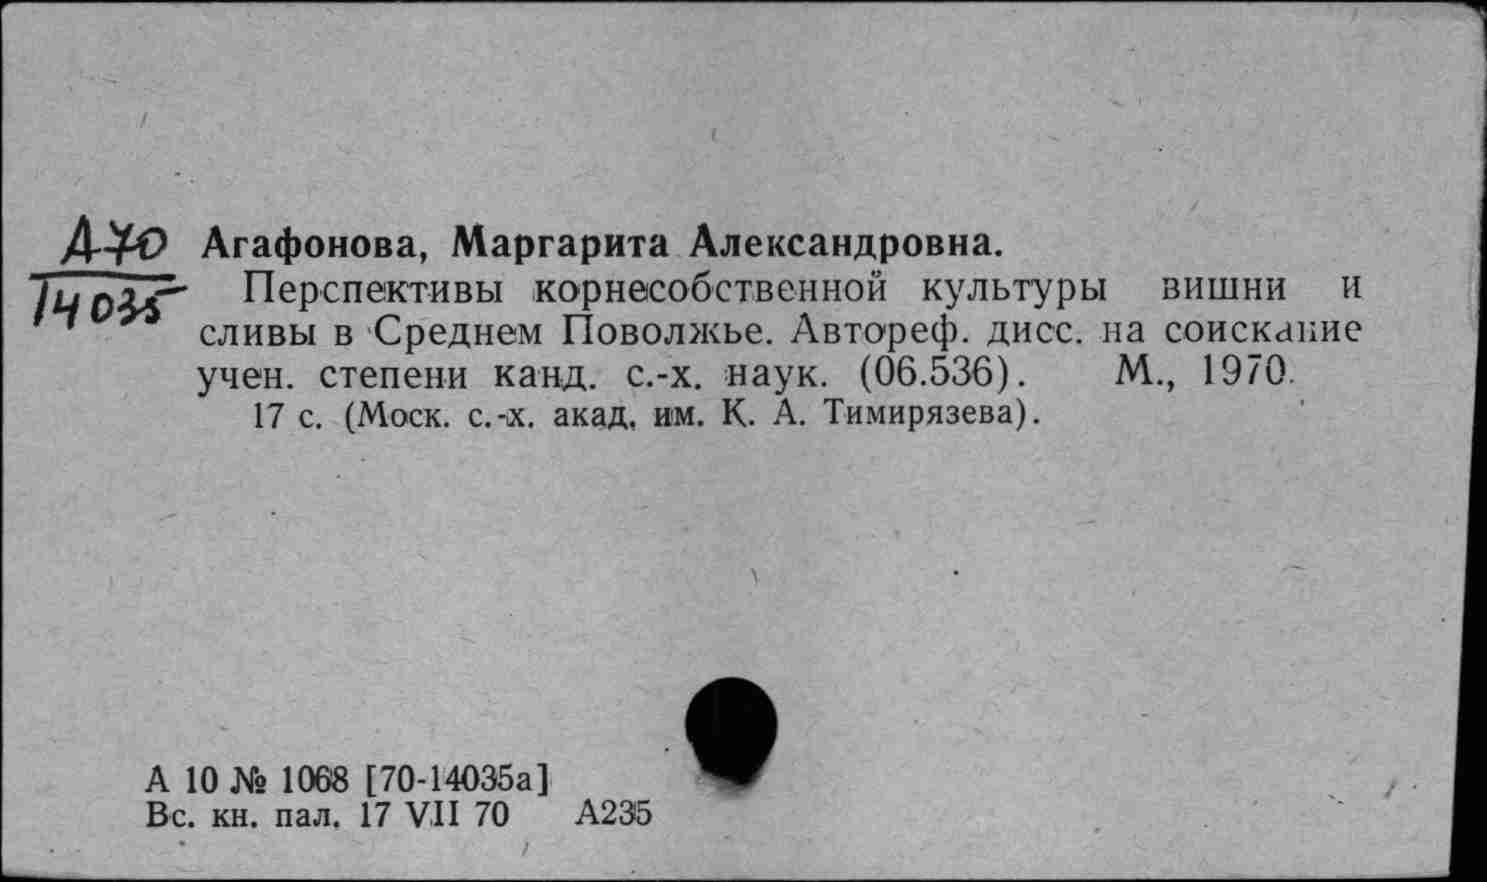 А70
14035
Агафонова, Маргарита Александровна.
Перспективы корнесобственной культуры вишни и
сливы в Среднем Поволжье. Автореф. дисс. на соискание
учен. степени канд. с.-х. наук. (06.536). М., 1970.
17 с. (Моск. с.-х. акад. им. К. А. Тимирязева).
А 10 № 1068 [70-14035а]
Вс. кн. пал. 17 VII 70 А235